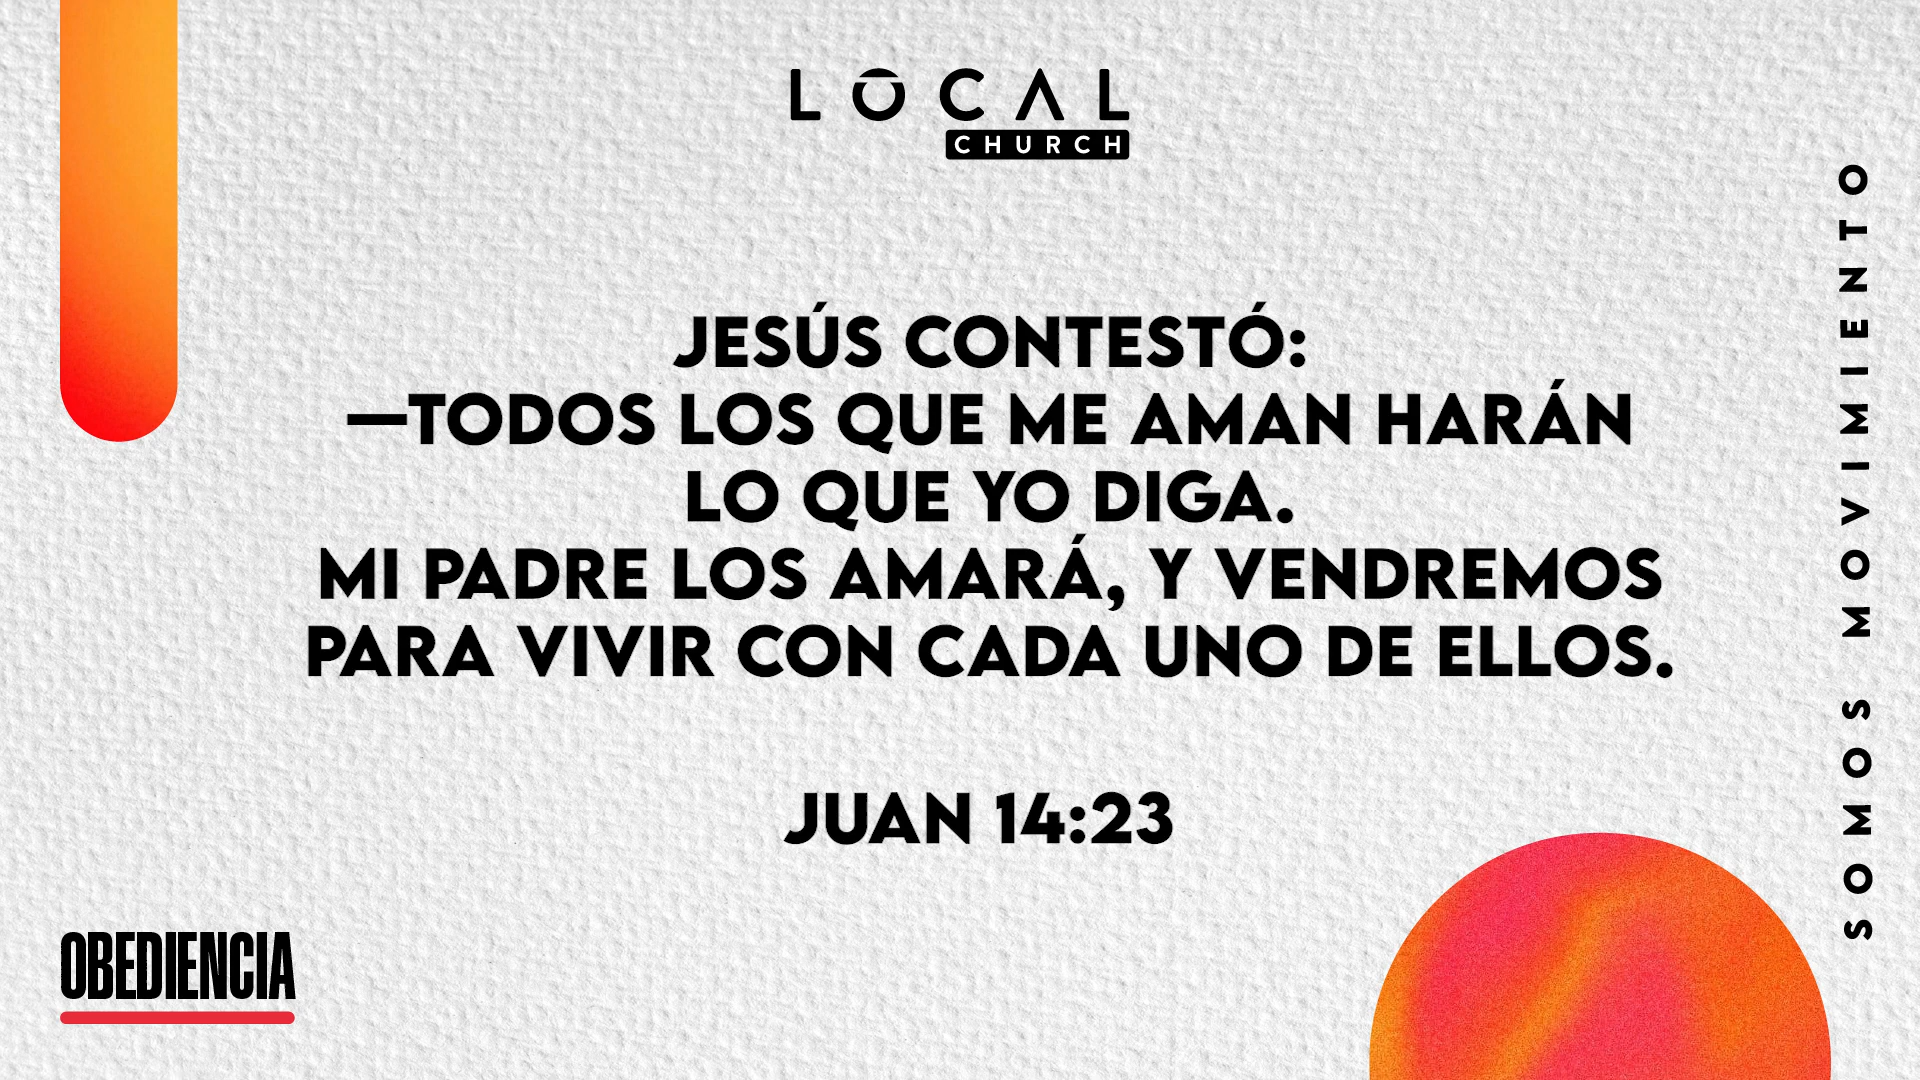 LOCAL
CHURCH
JESÚS CONTESTÓ:
—TODOS LOS QUE ME AMAN HARÁN
LO QUE YO DIGA.
MI PADRE LOS AMARÁ, Y VENDREMOS
PARA VIVIR CON CADA UNO DE ELLOS.
JUAN 14:23
OBEDIENCIA
SOMOS MOVIMIENTO